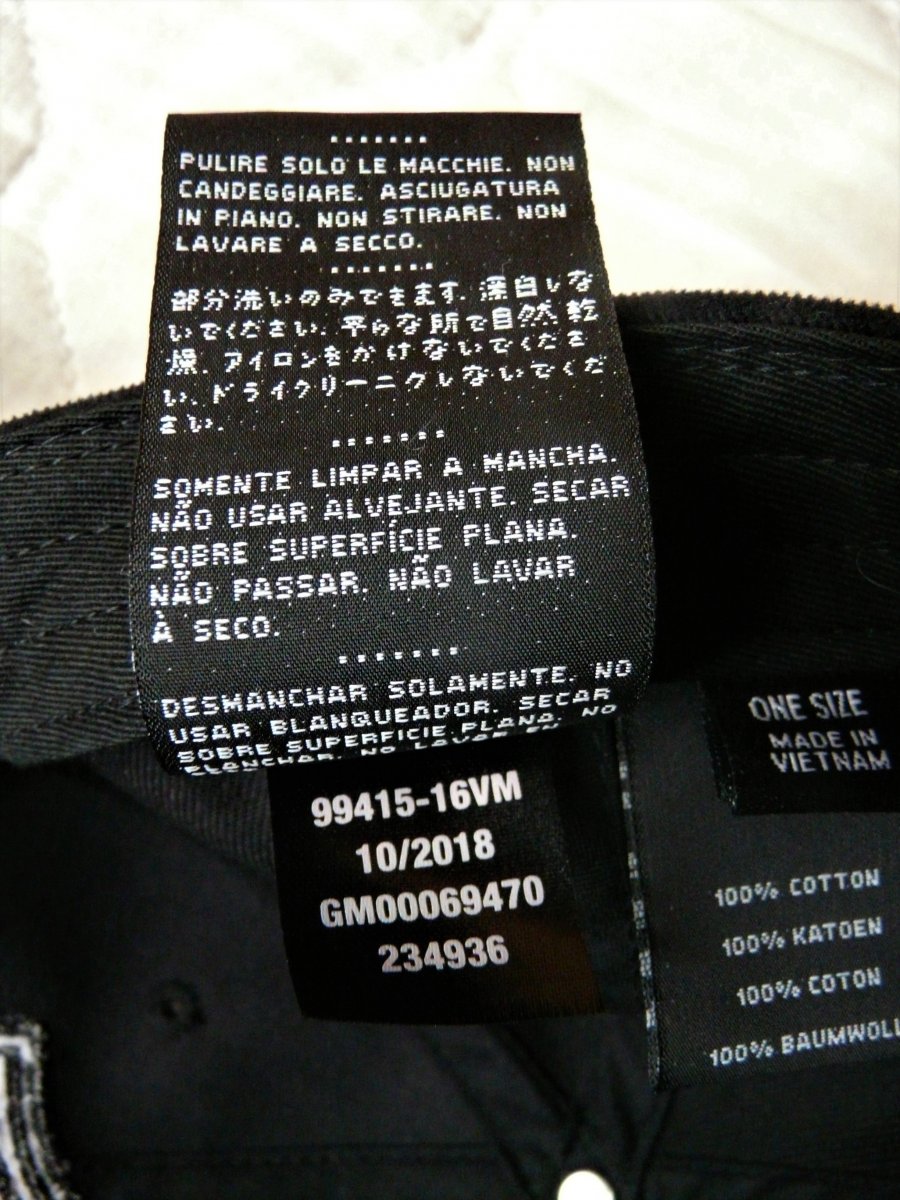 PULIRE SOLO LE MACCHIE. NON
CANDEGGIARE. ASCIUGATURA
IN PIANO. NON STIRARE. NON
LAVARE A SECCO.
部分洗いのみできます. 漂白しな
いでください. 平らな所で自然乾
燥. アイロンをかけないでくださ
い. ドライクリーニクしないでくだ
さい.
SOMENTE LIMPAR A MANCHA.
NÃO USAR ALVEJANTE. SECAR
SOBRE SUPERFÍCIE PLANA.
NÃO PASSAR. NÃO LAVAR
À SECO.
DESMANCHAR SOLAMENTE. NO
USAR BLANQUEADOR. SECAR
SOBRE SUPERFICIE PLANA. NO
PLANCHAR. NO LAVAR EN
99415-16VM
10/2018
GM00069470
234936
ONE SIZE
MADE IN
VIETNAM
100% COTTON
100% KATOEN
100% COTON
100% BAUMWOLL